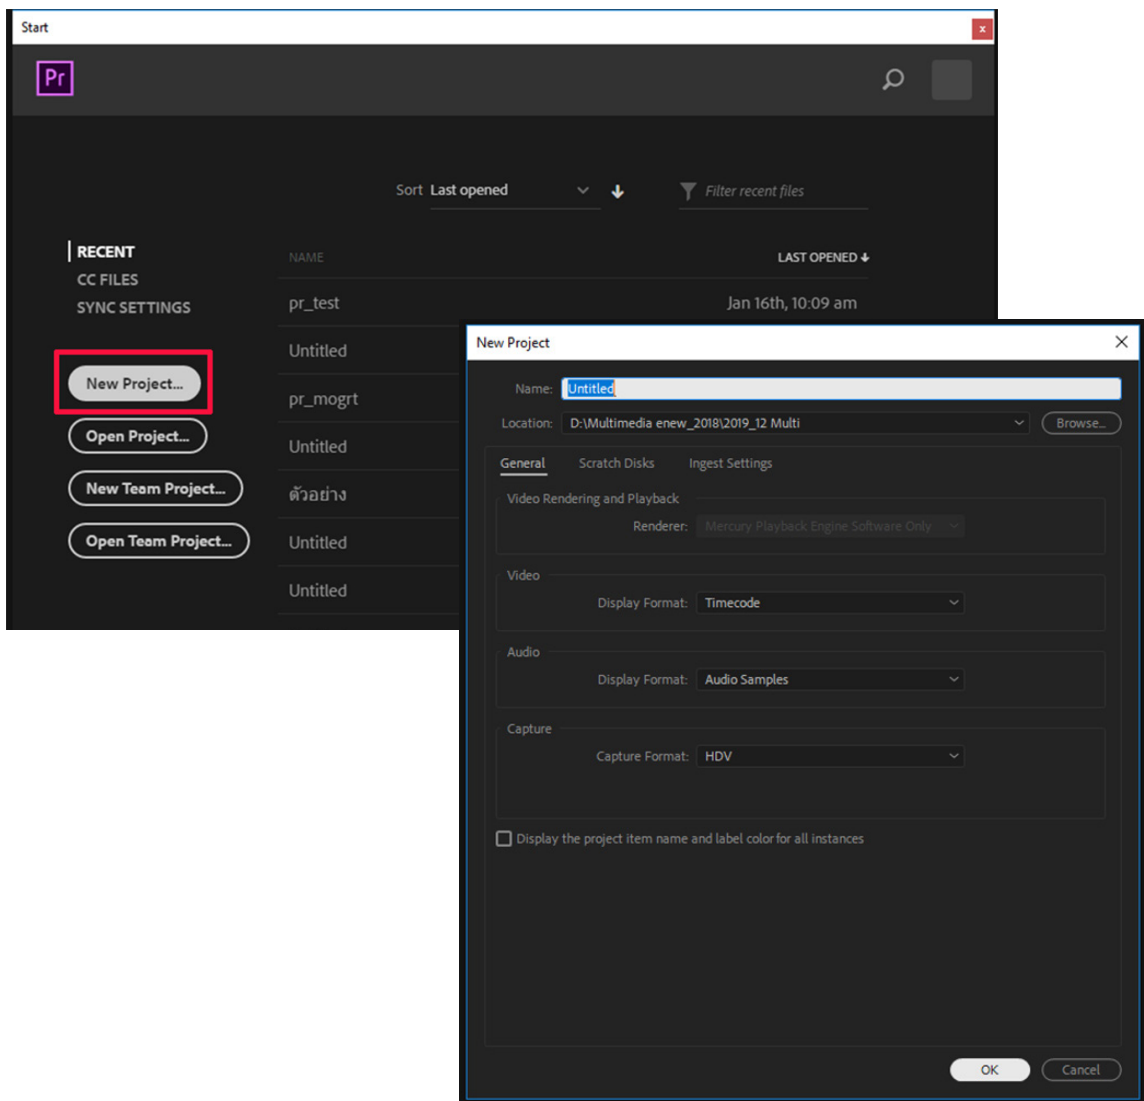 Start
x
Pr
Sort Last opened
Filter recent files
RECENT
CC FILES
SYNC SETTINGS
New Project...
Open Project...
New Team Project...
Open Team Project...
NAME
LAST OPENED
pr_test
Jan 16th, 10:09 am
Untitled
pr_mogrt
Untitled
ตัวอย่าง
Untitled
Untitled
New Project
Name: Untitled
Location: D:\Multimedia enew_2018\2019_12 Multi
Browse...
General Scratch Disks Ingest Settings
Video Rendering and Playback
Renderer: Mercury Playback Engine Software Only
Video
Display Format: Timecode
Audio
Display Format: Audio Samples
Capture
Capture Format: HDV
Display the project item name and label color for all instances
OK Cancel